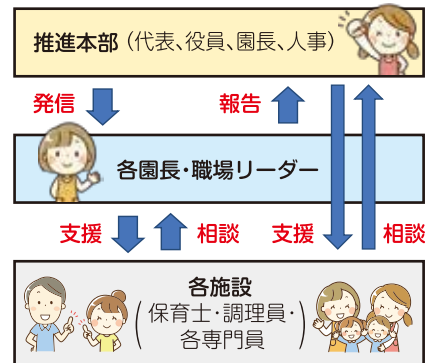 推進本部（代表、役員、園長、人事）
発信 報告
各園長・職場リーダー
支援 相談 支援 相談
各施設
（保育士・調理員・
各専門員）